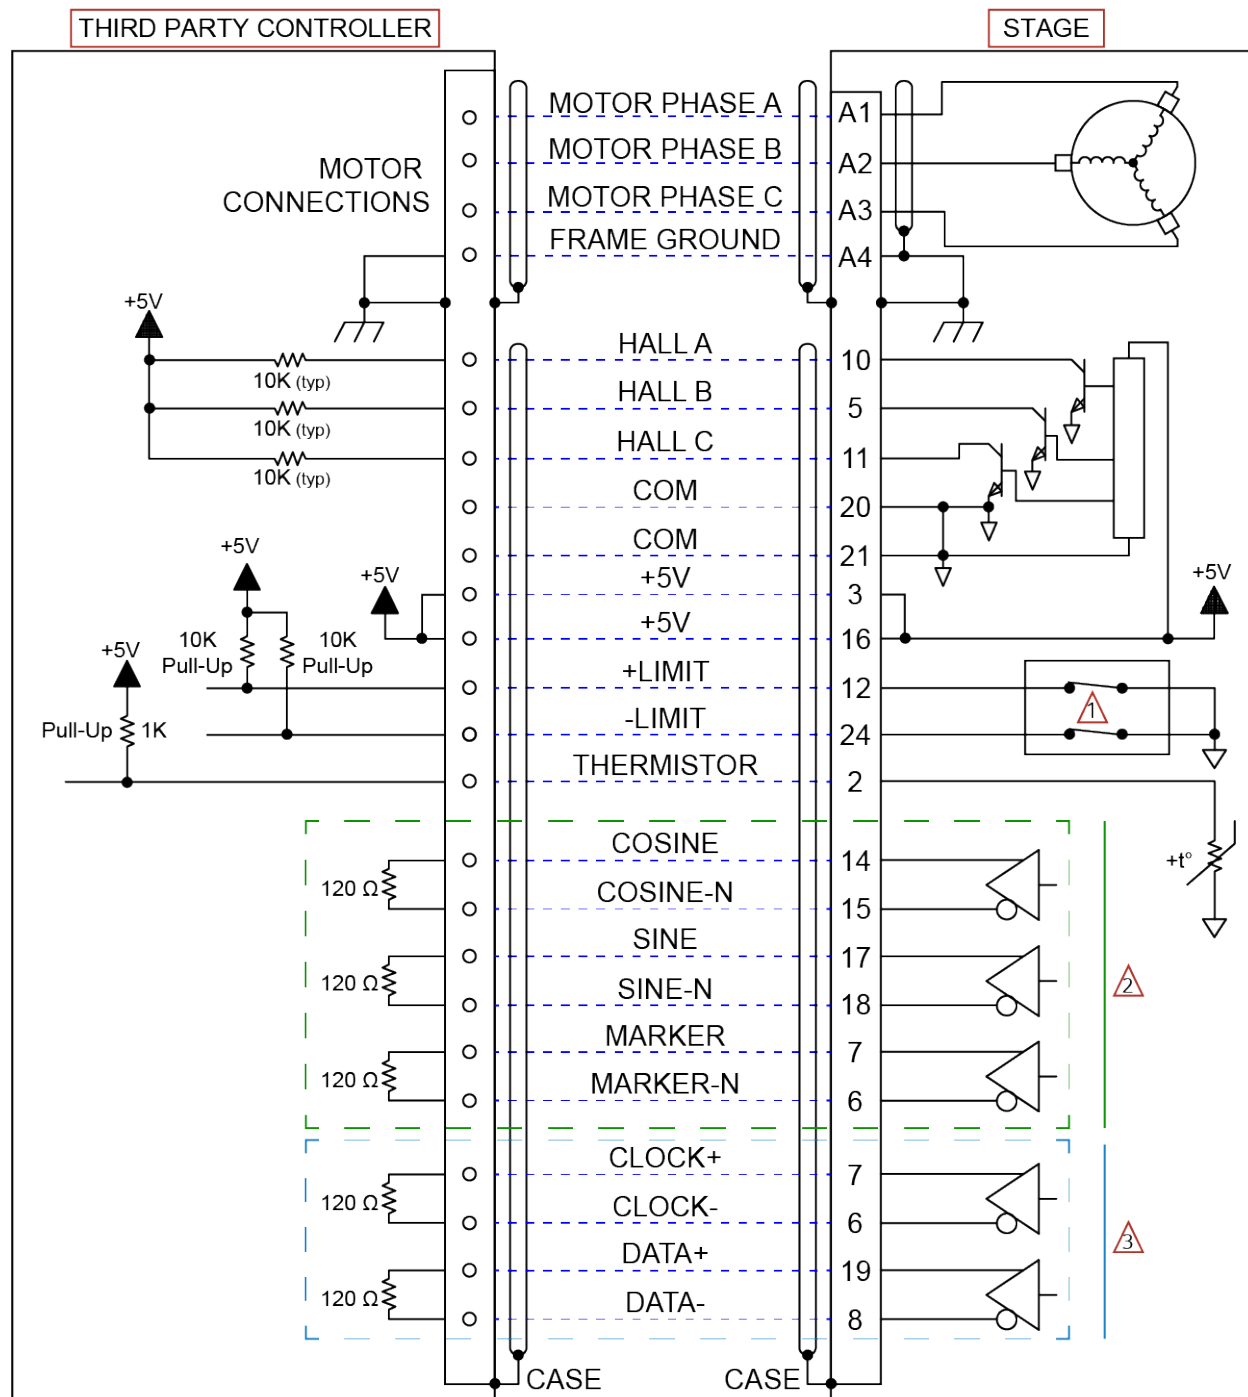 THIRD PARTY CONTROLLER
STAGE
MOTOR PHASE A
A1
MOTOR PHASE B
A2
MOTOR
CONNECTIONS
MOTOR PHASE C
A3
FRAME GROUND
A4
+5V
HALL A
10
10K (typ)
HALL B
5
10K (typ)
HALL C
11
10K (typ)
COM
20
COM
21
+5V
+5V
+5V
3
+5V
+5V
16
10K
Pull-Up
10K
Pull-Up
+5V
+LIMIT
12
1
Pull-Up
1K
-LIMIT
24
THERMISTOR
2
+t°
COSINE
14
120 Ω
COSINE-N
15
SINE
17
120 Ω
SINE-N
18
2
MARKER
7
120 Ω
MARKER-N
6
CLOCK+
7
120 Ω
CLOCK-
6
3
DATA+
19
120 Ω
DATA-
8
CASE
CASE